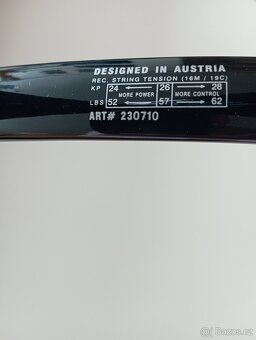 DESIGNED IN AUSTRIA
REC. STRING TENSION (16M / 19C)
KP 24 26 28
MORE POWER MORE CONTROL
LBS 52 57 62
ART# 230710
sbazar.cz